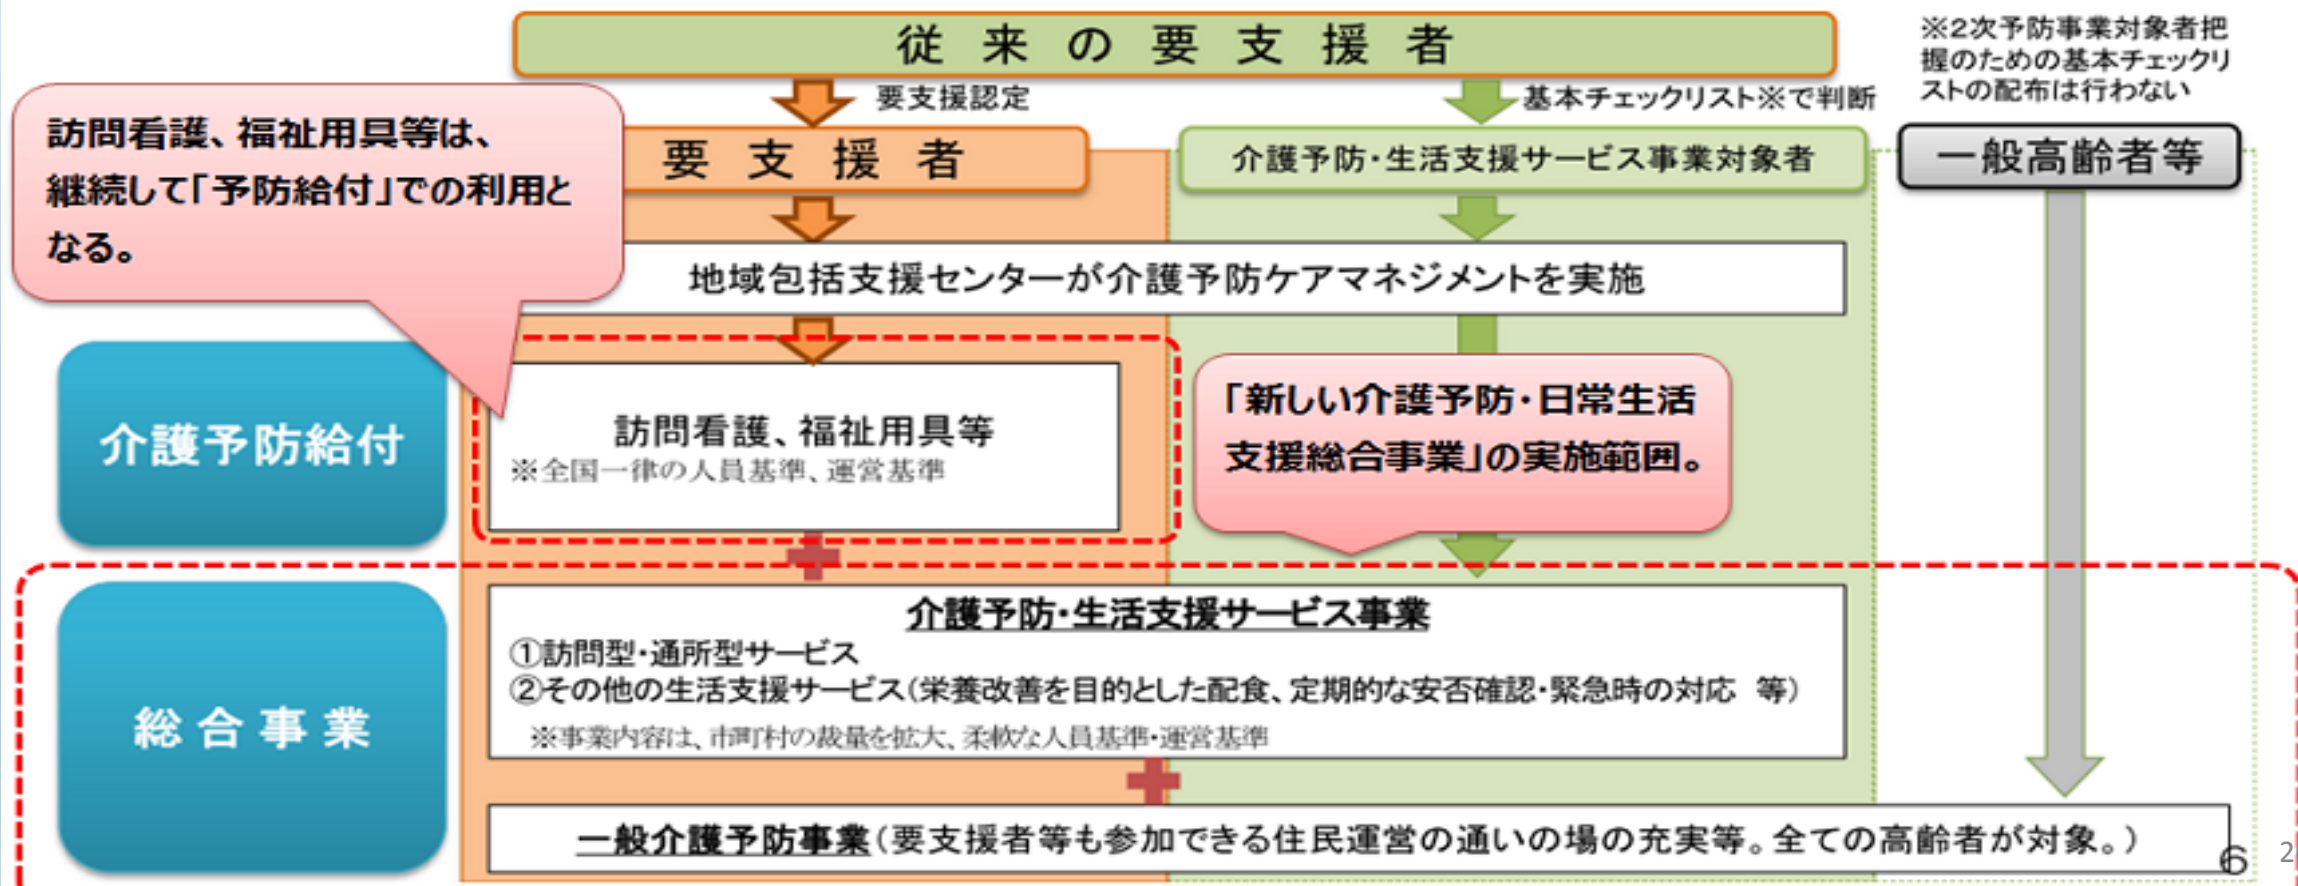 従来の要支援者
※2次予防事業対象者把
握のための基本チェックリ
ストの配布は行わない
要支援認定
基本チェックリスト※で判断
訪問看護、福祉用具等は、
継続して「予防給付」での利用と
なる。
要支援者
介護予防・生活支援サービス事業対象者
一般高齢者等
地域包括支援センターが介護予防ケアマネジメントを実施
介護予防給付
訪問看護、福祉用具等
※全国一律の人員基準、運営基準
「新しい介護予防・日常生活
支援総合事業」の実施範囲。
総合事業
介護予防・生活支援サービス事業
①訪問型・通所型サービス
②その他の生活支援サービス(栄養改善を目的とした配食、定期的な安否確認・緊急時の対応 等)
※事業内容は、市町村の裁量を拡大、柔軟な人員基準・運営基準
一般介護予防事業(要支援者等も参加できる住民運営の通いの場の充実等。全ての高齢者が対象。)
6
2